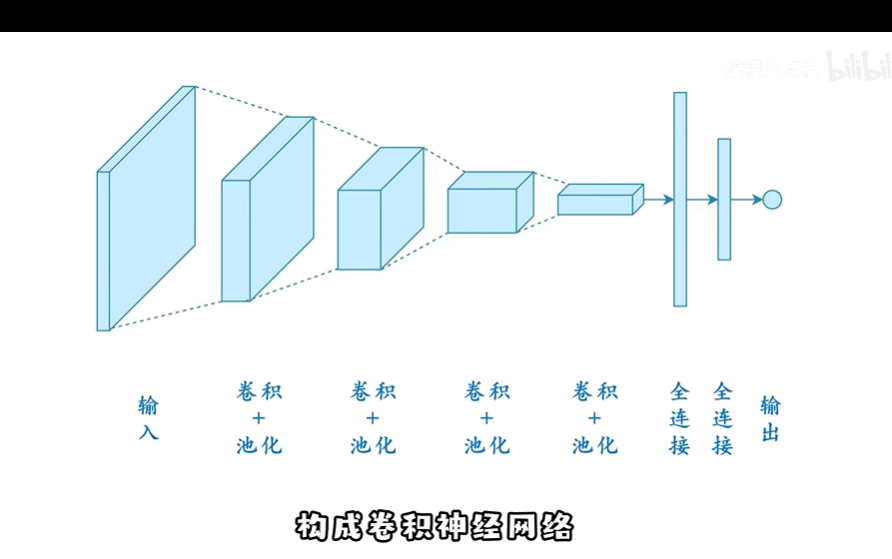 bilibili
输入
卷积
+
池化
卷积
+
池化
卷积
+
池化
卷积
+
池化
全连接
全连接
输出
构成卷积神经网络